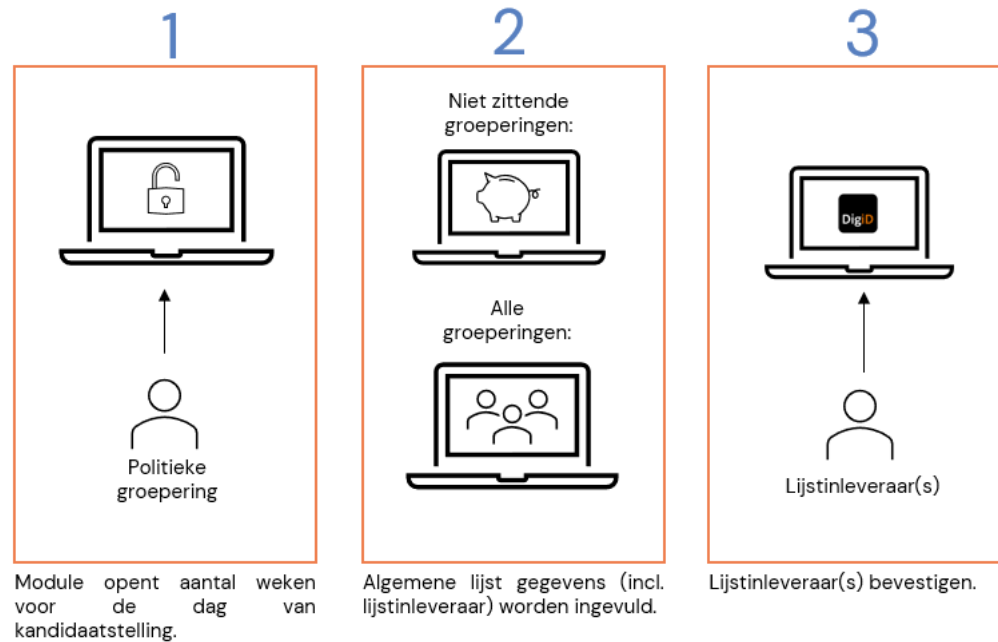 1
2
3
Niet zittende
groeperingen:
Alle
groeperingen:
DigiD
Politieke
groepering
Lijstinleveraar(s)
Module opent aantal weken
voor de dag van
kandidaatstelling.
Algemene lijst gegevens (incl.
lijstinleveraar) worden ingevuld.
Lijstinleveraar(s) bevestigen.